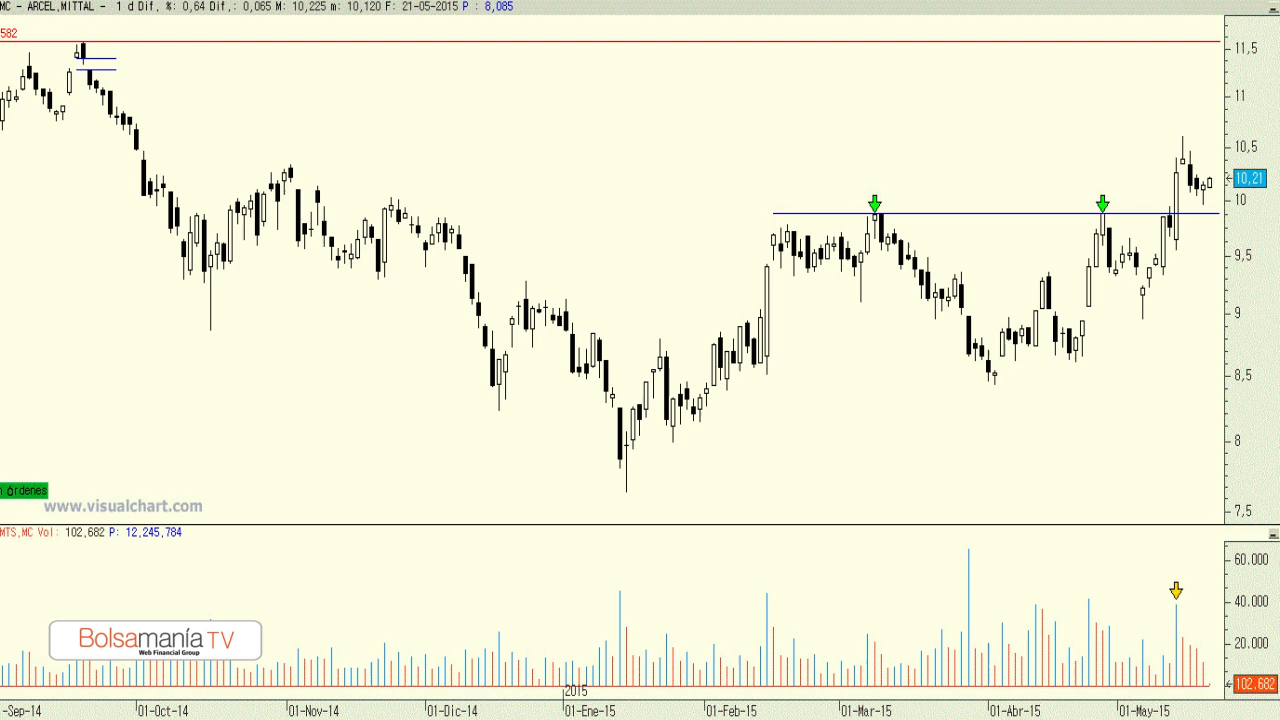 MC - ARCEL.MITTAL - 1 d Dif, %: 0,64 Dif,: 0,065 M: 10,225 m: 10,120 F: 21-05-2015 P : 8,085
582
11,5
11
10,5
10,21
10
9,5
9
8,5
8
7,5
n órdenes
www.visualchart.com
MTS,MC Vol: 102,682 P: 12,245,784
60.000
40.000
20.000
102.682
Bolsamanía TV
Web Financial Group
2015
-Sep-14
01-Oct-14
01-Nov-14
01-Dic-14
01-Ene-15
01-Feb-15
01-Mar-15
01-Abr-15
01-May-15